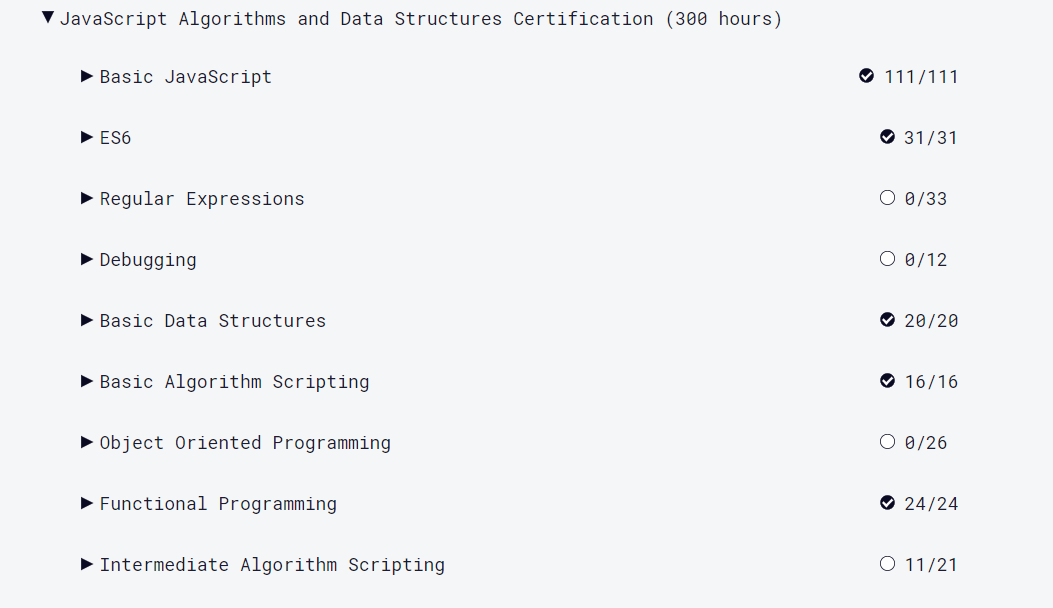 JavaScript Algorithms and Data Structures Certification (300 hours)
Basic JavaScript 111/111
ES6 31/31
Regular Expressions 0/33
Debugging 0/12
Basic Data Structures 20/20
Basic Algorithm Scripting 16/16
Object Oriented Programming 0/26
Functional Programming 24/24
Intermediate Algorithm Scripting 11/21